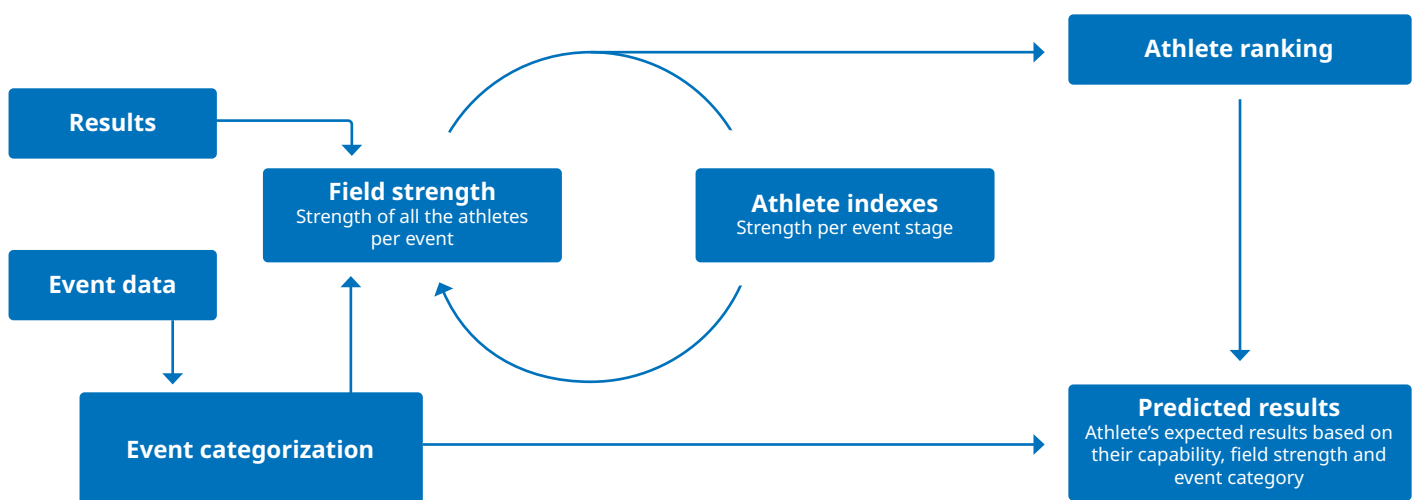 Athlete ranking
Results
Field strength
Strength of all the athletes
per event
Athlete indexes
Strength per event stage
Event data
Event categorization
Predicted results
Athlete’s expected results based on
their capability, field strength and
event category